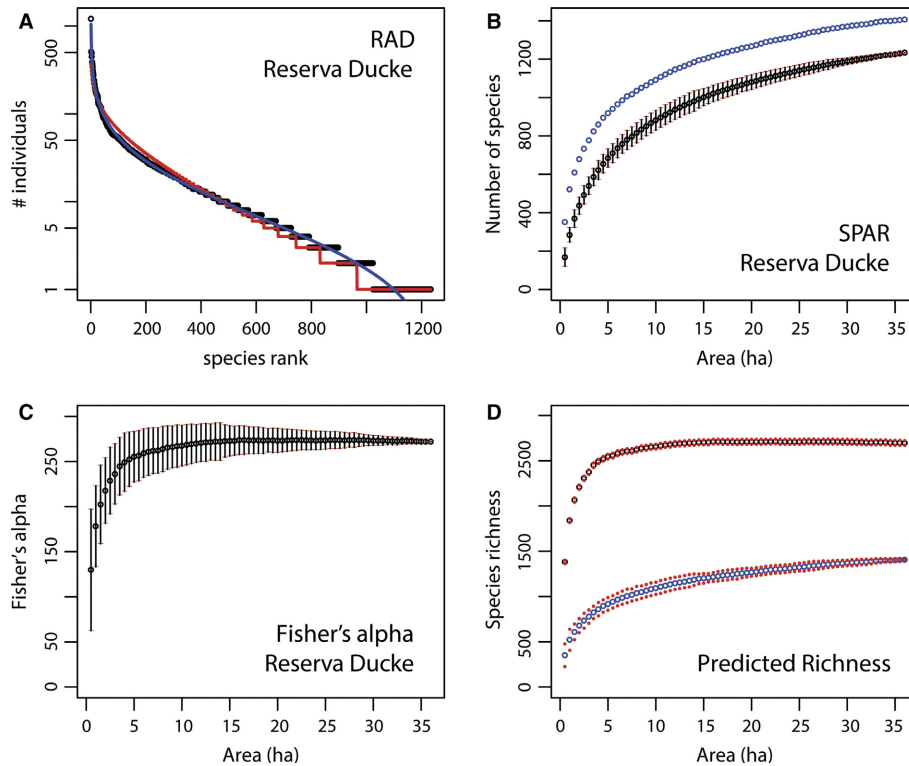 A
RAD
Reserva Ducke
# individuals
500
50
5
1
0
200
400
600
800
1200
species rank
B
Number of species
1200
800
400
0
SPAR
Reserva Ducke
0
5
10
15
20
25
30
35
Area (ha)
C
Fisher's alpha
250
150
50
0
Fisher's alpha
Reserva Ducke
0
5
10
15
20
25
30
35
Area (ha)
D
Species richness
2500
1500
500
0
Predicted Richness
0
5
10
15
20
25
30
35
Area (ha)